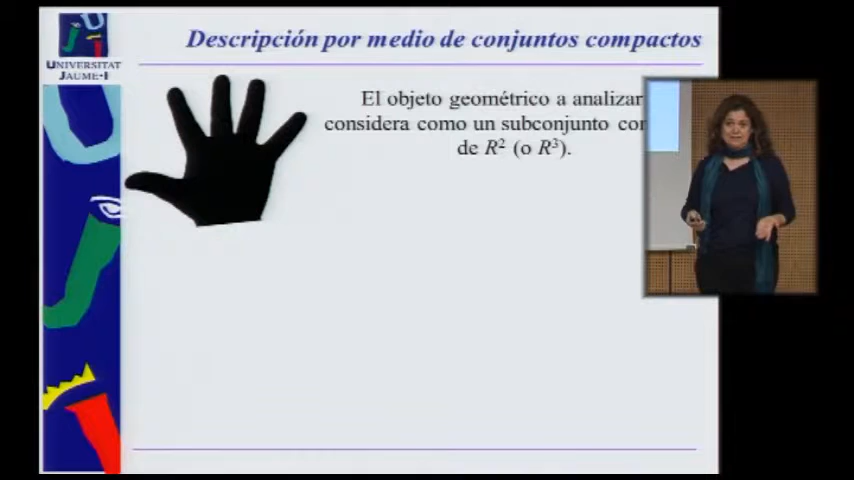 Descripción por medio de conjuntos compactos
UNIVERSITAT
JAUME•I
El objeto geométrico a analizar
considera como un subconjunto
de R² (o R³).